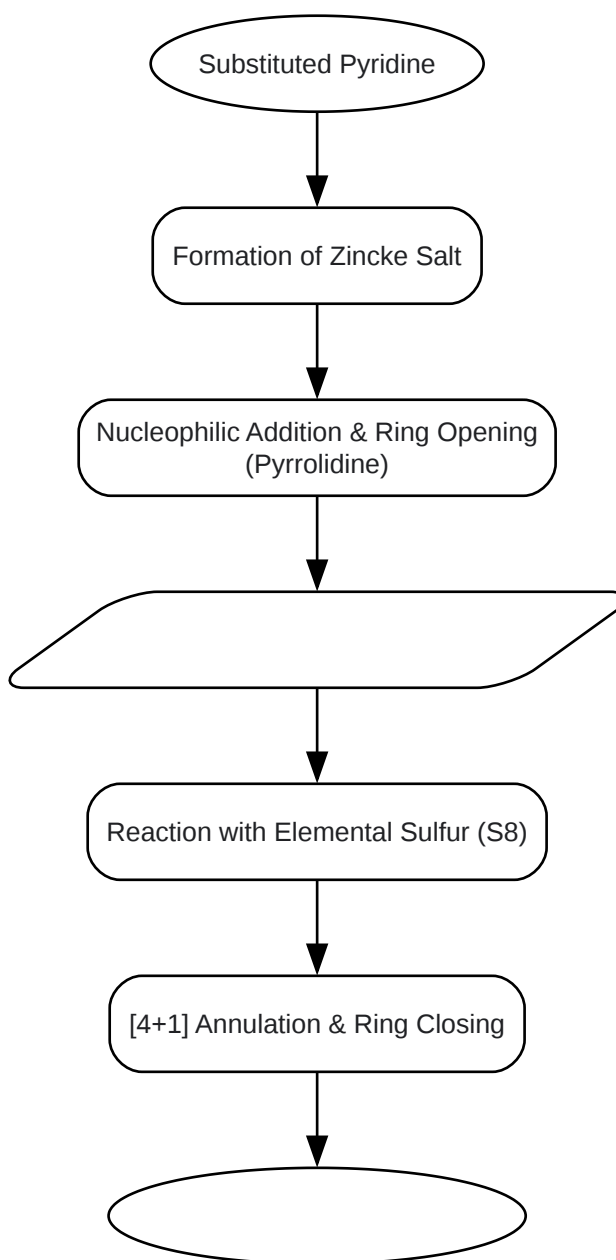 Substituted Pyridine
Formation of Zincke Salt
Nucleophilic Addition & Ring Opening
(Pyrrolidine)
Reaction with Elemental Sulfur (S8)
[4+1] Annulation & Ring Closing